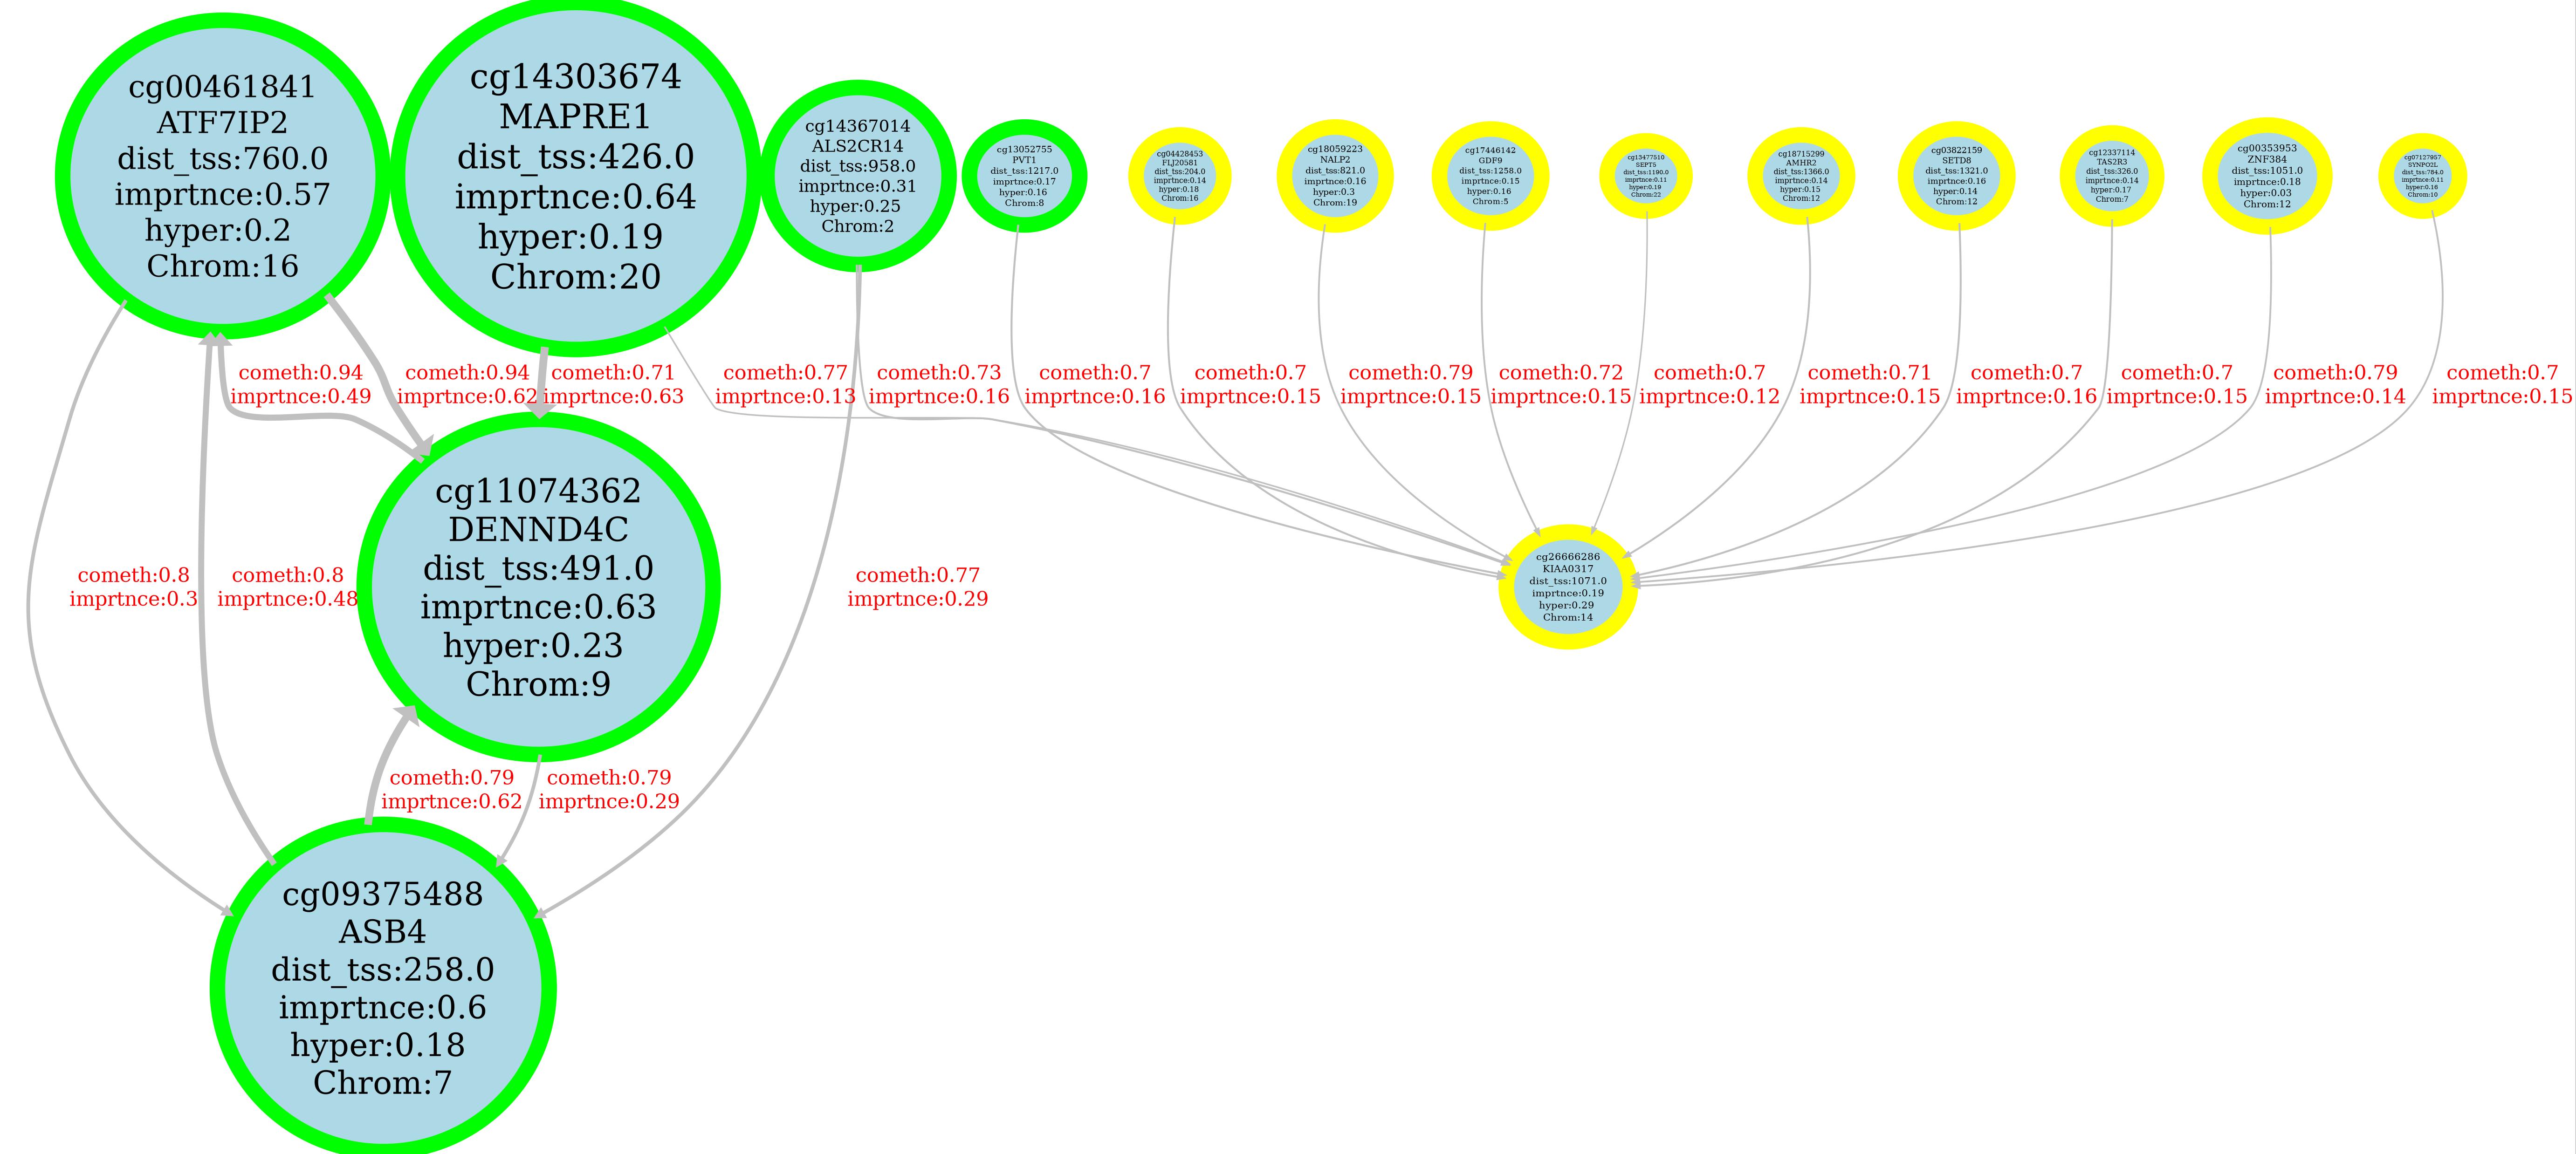 cg00461841
ATF7IP2
dist_tss:760.0
imprtnce:0.57
hyper:0.2
Chrom:16
cg14303674
MAPRE1
dist_tss:426.0
imprtnce:0.64
hyper:0.19
Chrom:20
cg14367014
ALS2CR14
dist_tss:958.0
imprtnce:0.31
hyper:0.25
Chrom:2
cg13052755
PVT1
dist_tss:1217.0
imprtnce:0.17
hyper:0.16
Chrom:8
cg04428453
FLJ20581
dist_tss:204.0
imprtnce:0.14
hyper:0.18
Chrom:16
cg18059223
NALP2
dist_tss:821.0
imprtnce:0.16
hyper:0.3
Chrom:19
cg17446142
GDF9
dist_tss:1258.0
imprtnce:0.15
hyper:0.16
Chrom:5
cg13477510
SEPT5
dist_tss:1190.0
imprtnce:0.11
hyper:0.19
Chrom:22
cg18715299
AMHR2
dist_tss:1366.0
imprtnce:0.14
hyper:0.15
Chrom:12
cg03822159
SETD8
dist_tss:1321.0
imprtnce:0.16
hyper:0.14
Chrom:12
cg12337114
TAS2R3
dist_tss:326.0
imprtnce:0.14
hyper:0.17
Chrom:7
cg00353953
ZNF384
dist_tss:1051.0
imprtnce:0.18
hyper:0.03
Chrom:12
cg07127957
SYNPO2L
dist_tss:784.0
imprtnce:0.11
hyper:0.16
Chrom:10
cometh:0.94
imprtnce:0.49
cometh:0.94
imprtnce:0.62
cometh:0.71
imprtnce:0.63
cometh:0.77
imprtnce:0.13
cometh:0.73
imprtnce:0.16
cometh:0.7
imprtnce:0.16
cometh:0.7
imprtnce:0.15
cometh:0.79
imprtnce:0.15
cometh:0.72
imprtnce:0.15
cometh:0.7
imprtnce:0.12
cometh:0.71
imprtnce:0.15
cometh:0.7
imprtnce:0.16
cometh:0.7
imprtnce:0.15
cometh:0.79
imprtnce:0.14
cometh:0.7
imprtnce:0.15
cometh:0.8
imprtnce:0.3
cometh:0.8
imprtnce:0.48
cg11074362
DENND4C
dist_tss:491.0
imprtnce:0.63
hyper:0.23
Chrom:9
cometh:0.77
imprtnce:0.29
cg26666286
KIAA0317
dist_tss:1071.0
imprtnce:0.19
hyper:0.29
Chrom:14
cometh:0.79
imprtnce:0.62
cometh:0.79
imprtnce:0.29
cg09375488
ASB4
dist_tss:258.0
imprtnce:0.6
hyper:0.18
Chrom:7